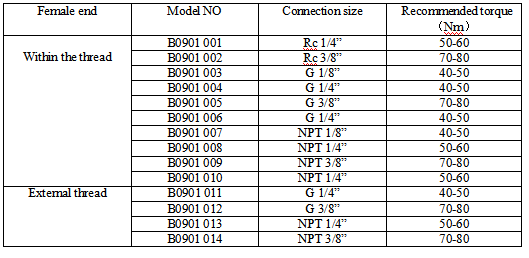 Female end Model NO Connection size Recommended torque
(Nm)
B0901 001 Rc 1/4” 50-60
Within the thread B0901 002 Rc 3/8” 70-80
B0901 003 G 1/8” 40-50
B0901 004 G 1/4” 40-50
B0901 005 G 3/8” 70-80
B0901 006 G 1/4” 40-50
B0901 007 NPT 1/8” 40-50
B0901 008 NPT 1/4” 50-60
B0901 009 NPT 3/8” 70-80
B0901 010 NPT 1/4” 50-60
External thread B0901 011 G 1/4” 40-50
B0901 012 G 3/8” 70-80
B0901 013 NPT 1/4” 50-60
B0901 014 NPT 3/8” 70-80